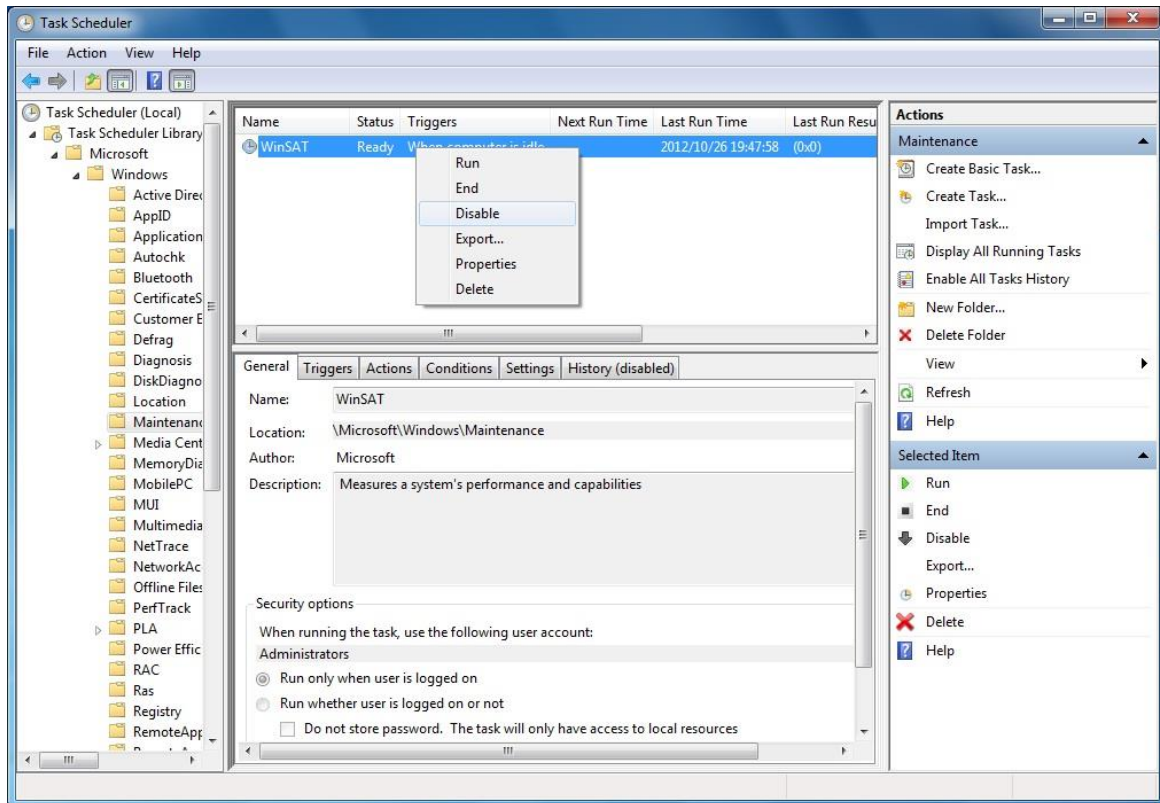 Task Scheduler
File Action View Help
Task Scheduler (Local)
Task Scheduler Library
Microsoft
Windows
Active Direc
AppID
Application
Autochk
Bluetooth
CertificateS
Customer E
Defrag
Diagnosis
DiskDiagno
Location
Maintenanc
Media Cent
MemoryDia
MobilePC
MUI
Multimedia
NetTrace
NetworkAc
Offline Files
PerfTrack
PLA
Power Effic
RAC
Ras
Registry
RemoteApp
Name Status Triggers Next Run Time Last Run Time Last Run Resu
WinSAT Ready When computer is idle 2012/10/26 19:47:58 (0x0)
Run
End
Disable
Export...
Properties
Delete
General Triggers Actions Conditions Settings History (disabled)
Name: WinSAT
Location: \Microsoft\Windows\Maintenance
Author: Microsoft
Description: Measures a system's performance and capabilities
Security options
When running the task, use the following user account:
Administrators
Run only when user is logged on
Run whether user is logged on or not
Do not store password. The task will only have access to local resources
Actions
Maintenance
Create Basic Task...
Create Task...
Import Task...
Display All Running Tasks
Enable All Tasks History
New Folder...
Delete Folder
View
Refresh
Help
Selected Item
Run
End
Disable
Export...
Properties
Delete
Help